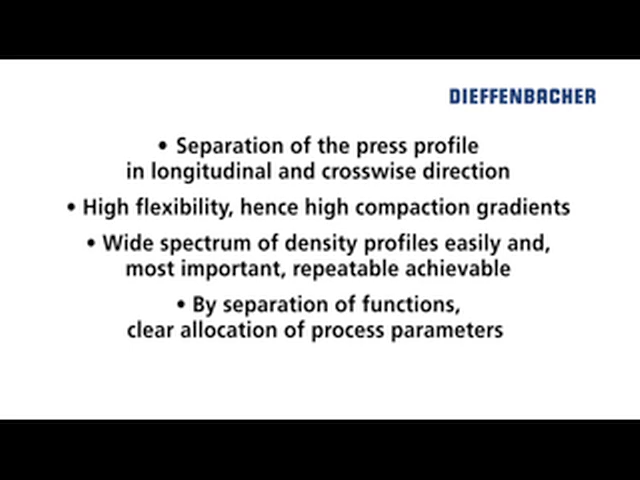 DIEFFENBACHER
• Separation of the press profile
in longitudinal and crosswise direction
• High flexibility, hence high compaction gradients
• Wide spectrum of density profiles easily and,
most important, repeatable achievable
• By separation of functions,
clear allocation of process parameters